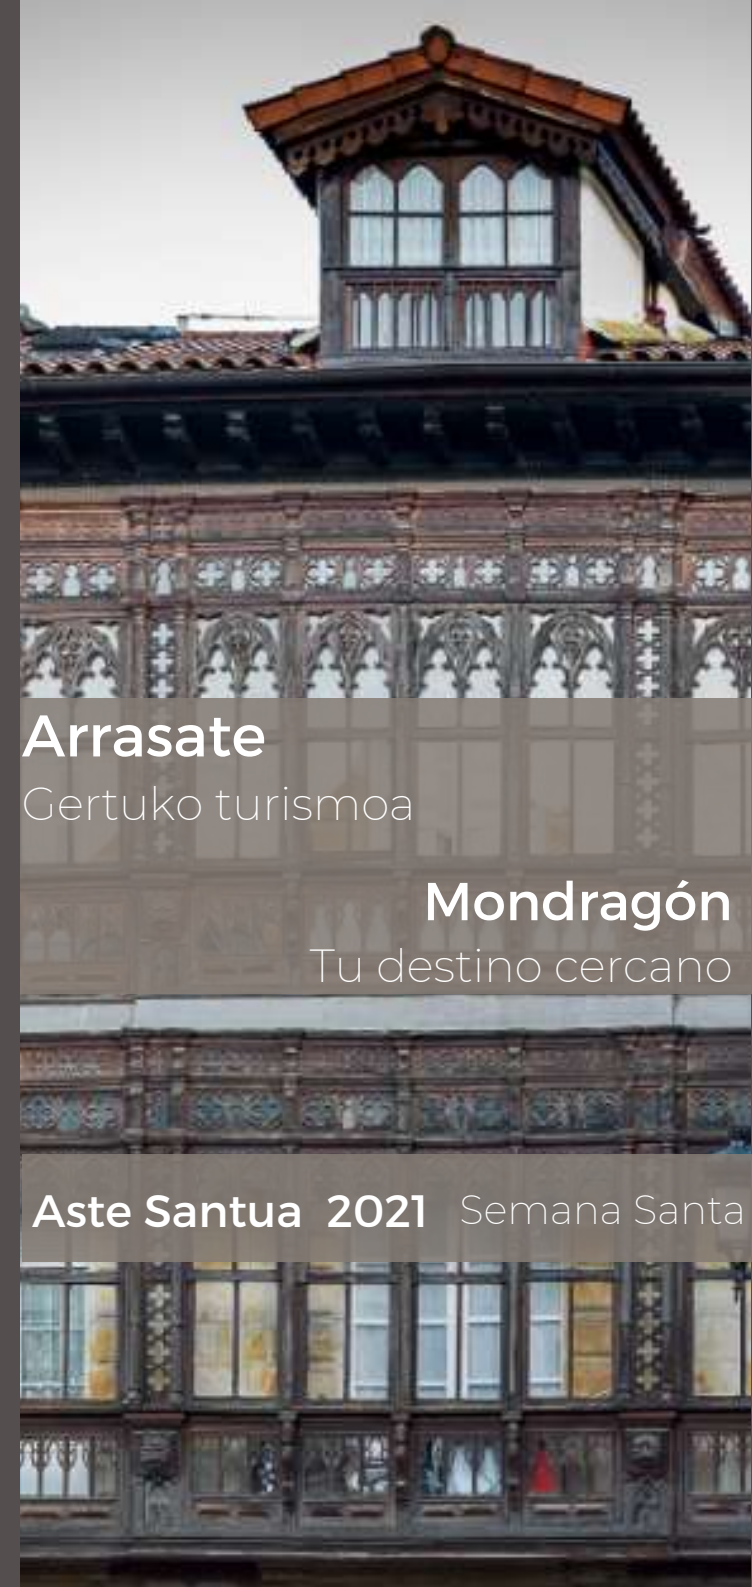 Arrasate
Gertuko turismoa
Mondragón
Tu destino cercano
Aste Santua 2021 Semana Santa